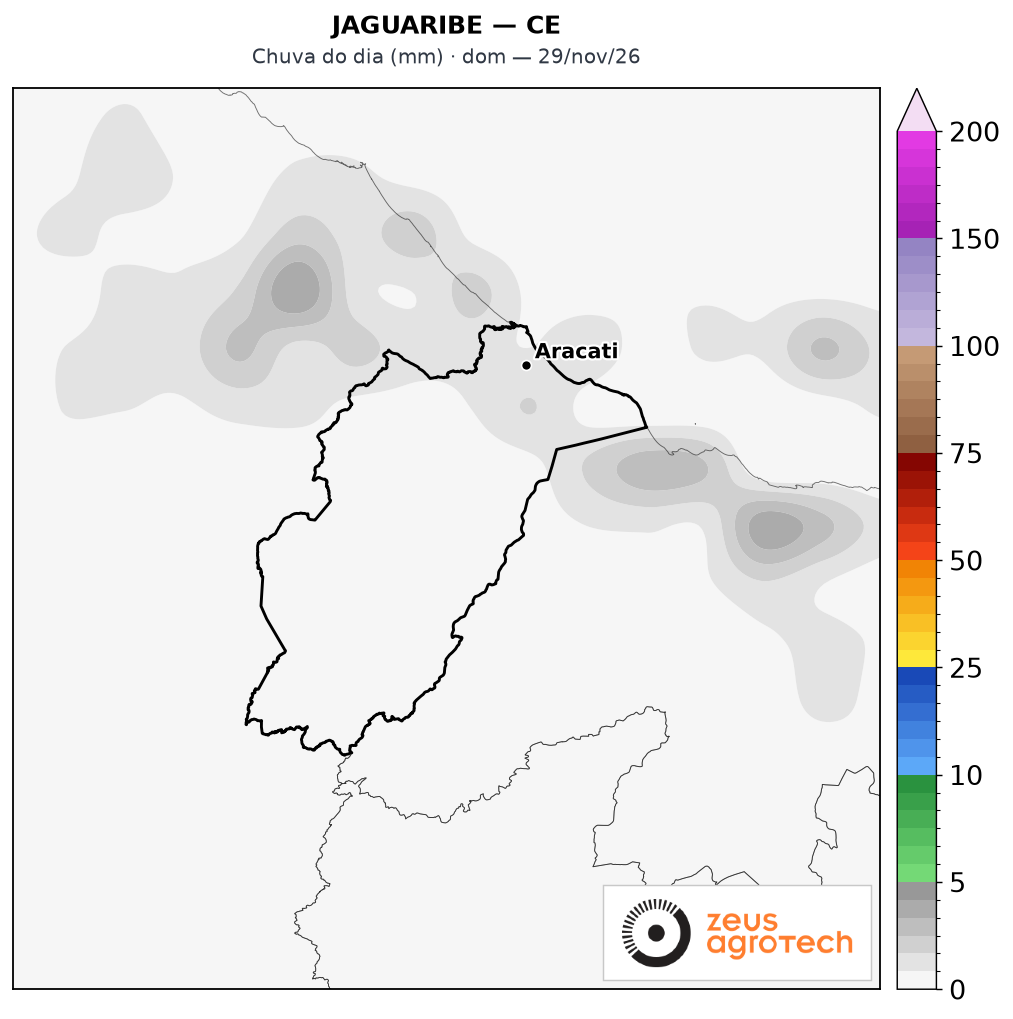 JAGUARIBE — CE
Chuva do dia (mm) · dom — 29/nov/26
Aracati
200
150
100
75
50
25
10
5
0
zeus
agrotech